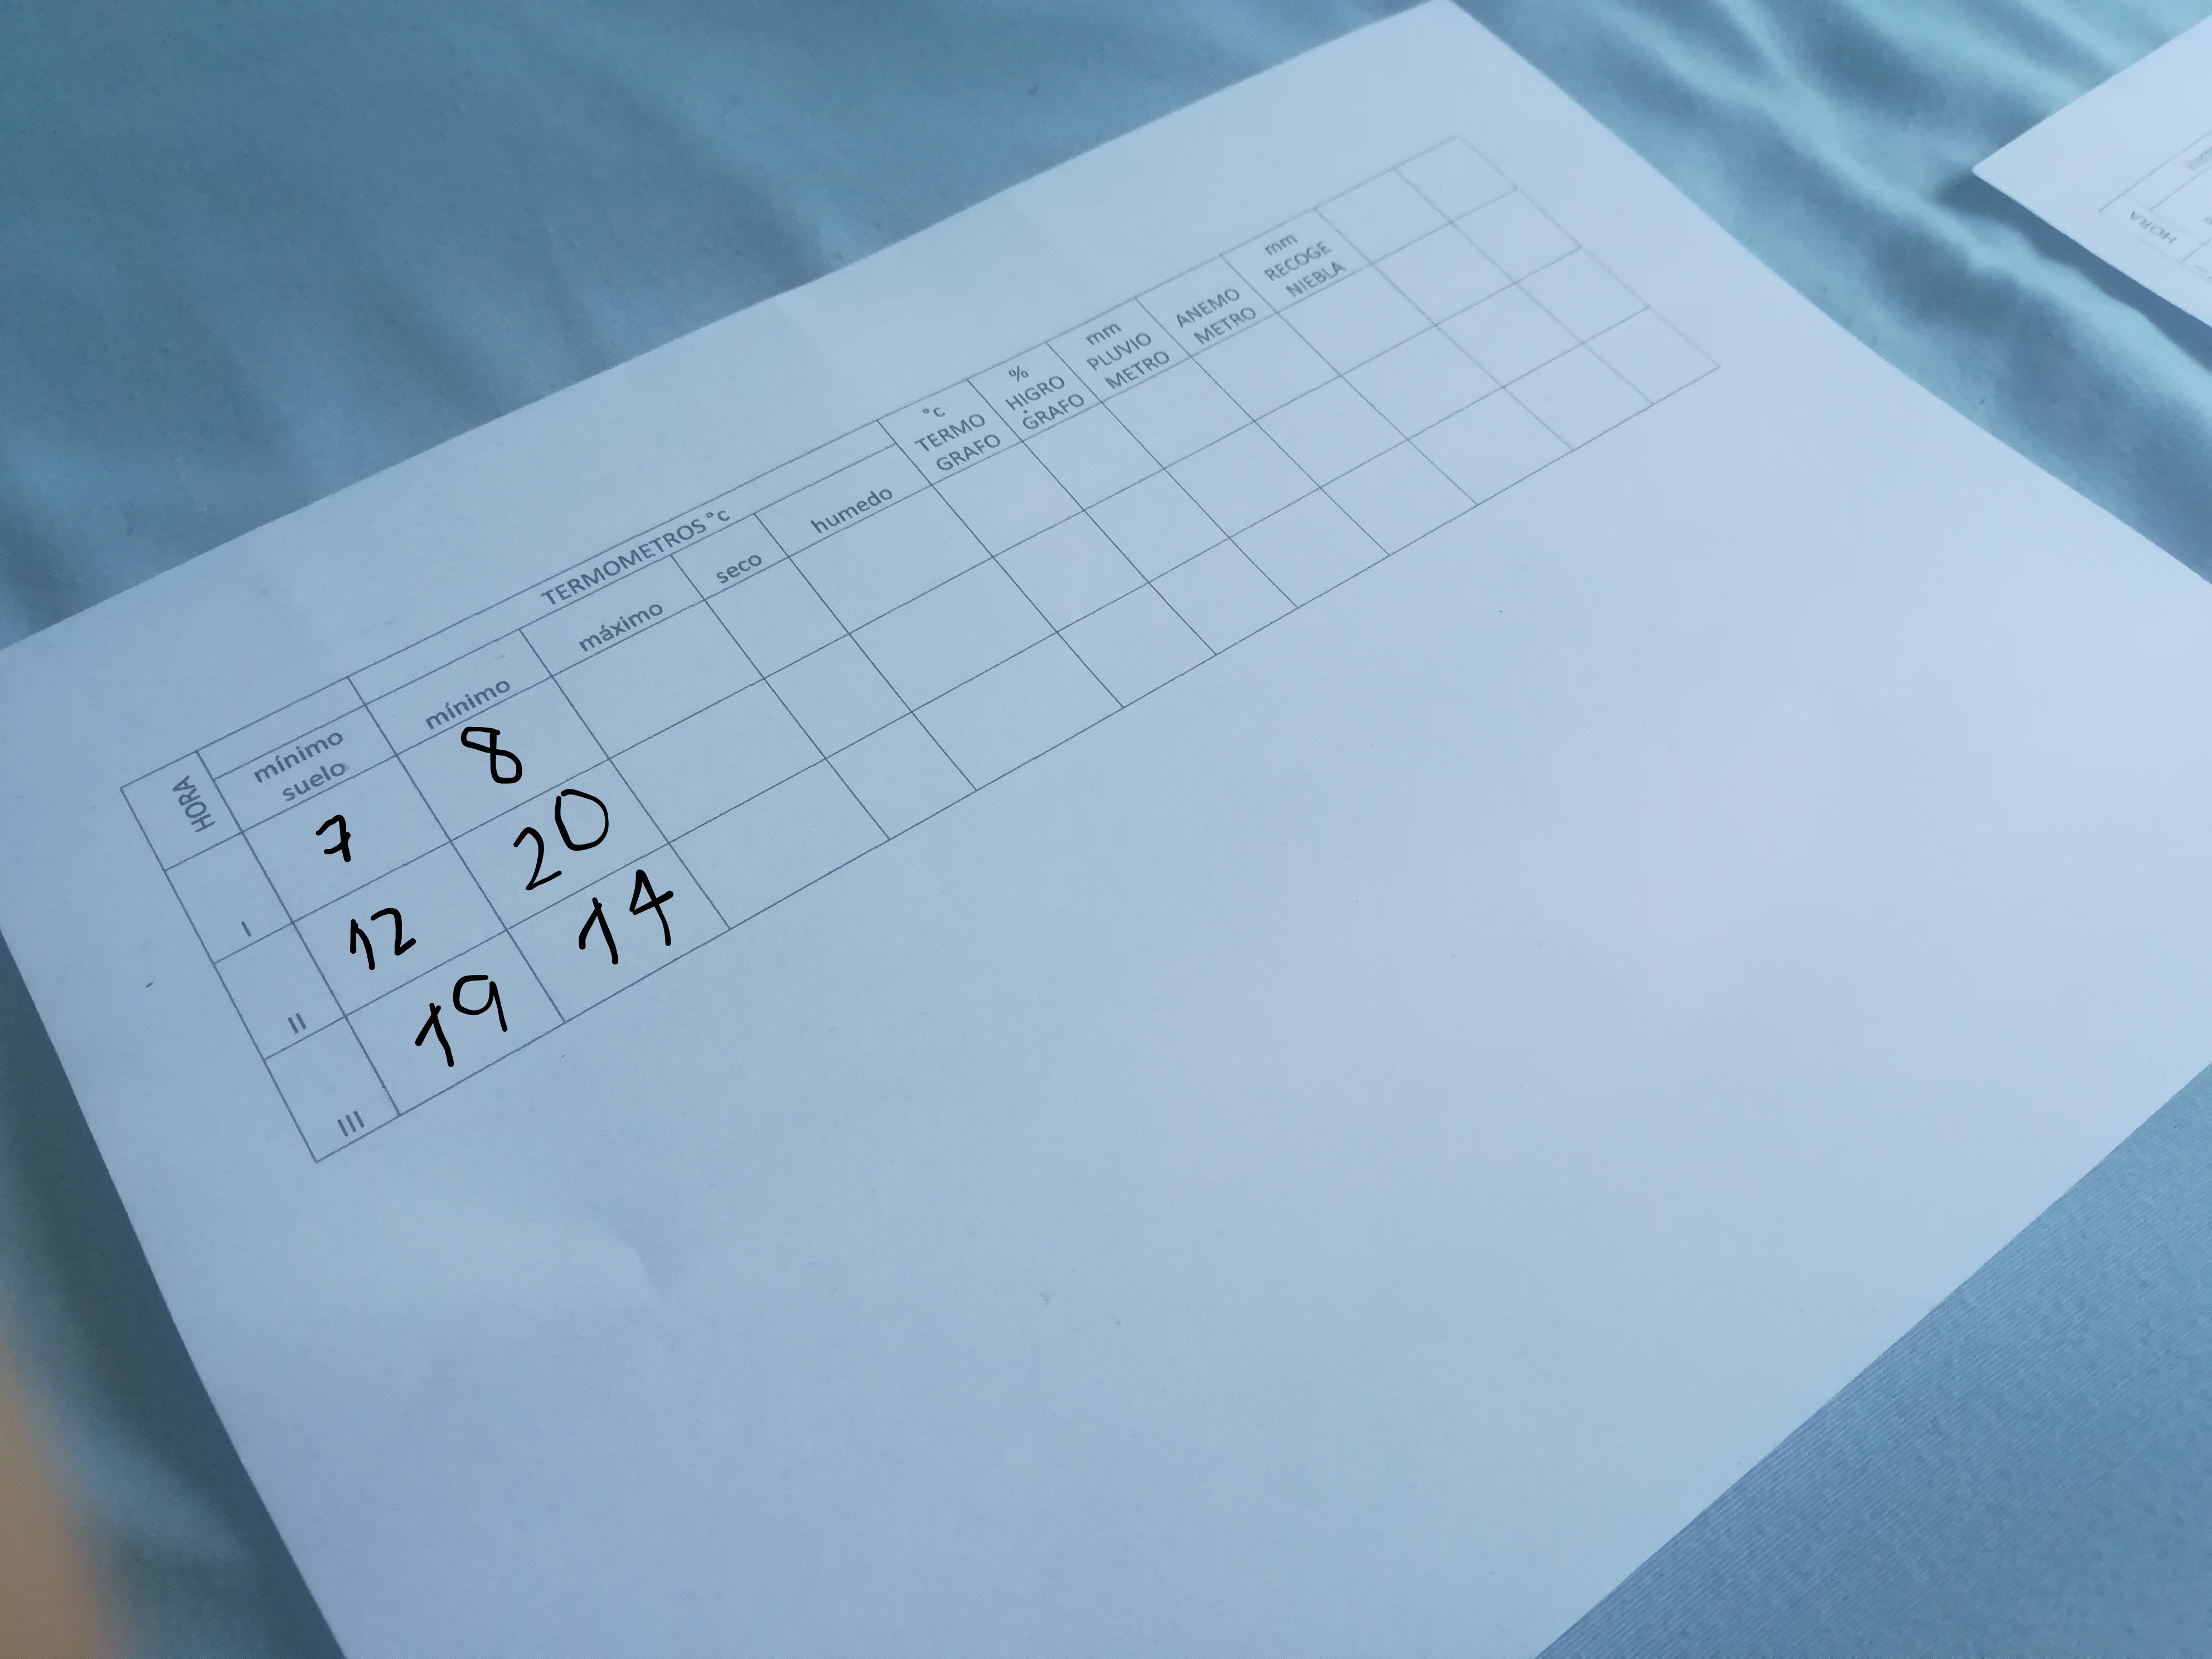 TERMOMETROS °c
HORA
mínimo
suelo
mínimo
máximo
seco
humedo
°c
TERMO
GRAFO
%
HIGRO
GRAFO
mm
PLUVIO
METRO
ANEMO
METRO
mm
RECOGE
NIEBLA
I
7
8
II
12
20
III
19
14
HORA